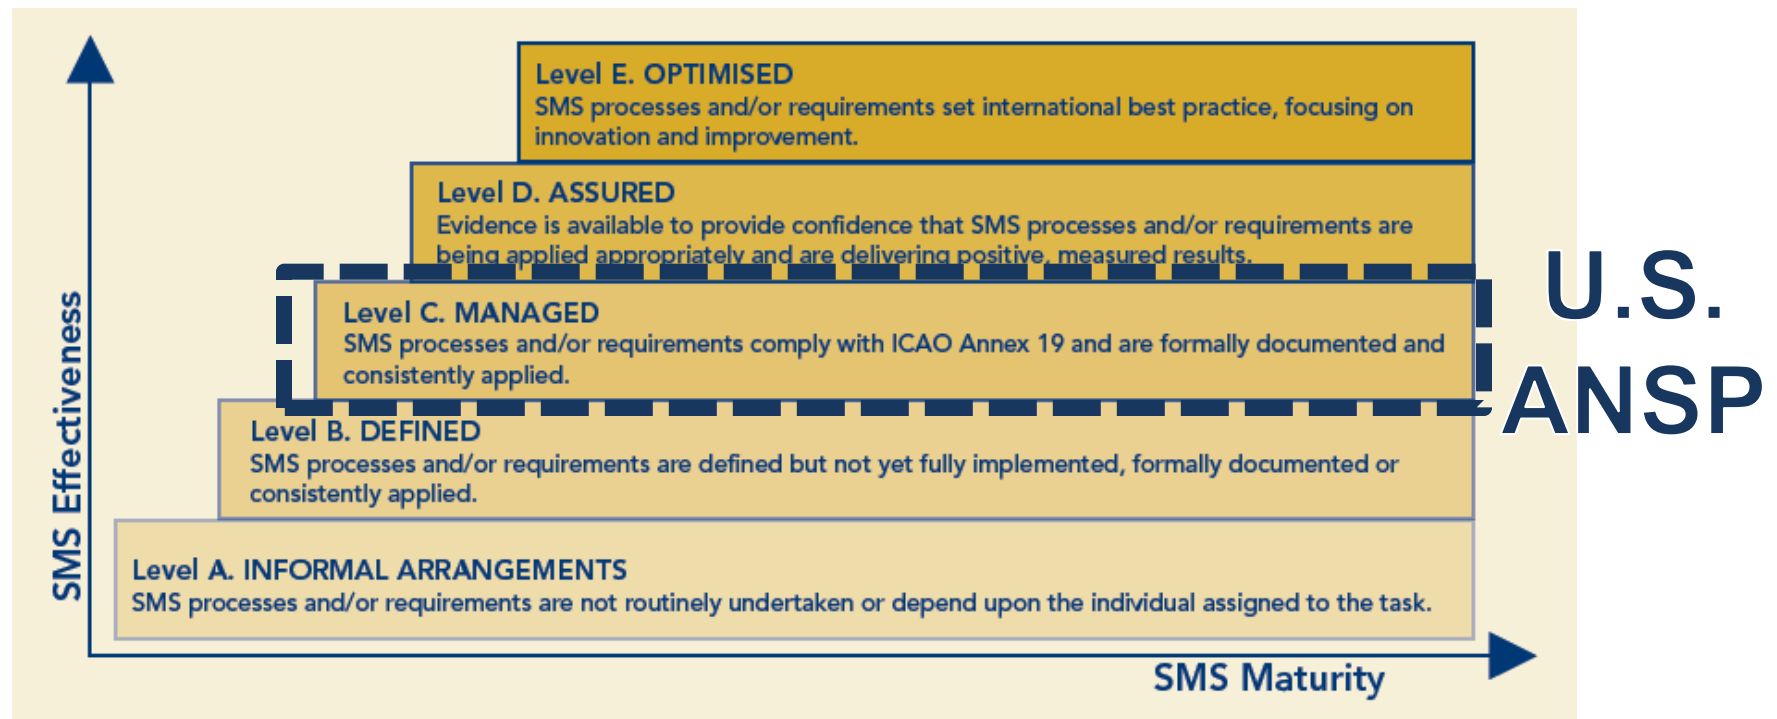 Level E. OPTIMISED
SMS processes and/or requirements set international best practice, focusing on
innovation and improvement.
Level D. ASSURED
Evidence is available to provide confidence that SMS processes and/or requirements are
being applied appropriately and are delivering positive, measured results.
Level C. MANAGED
SMS processes and/or requirements comply with ICAO Annex 19 and are formally documented and
consistently applied.
Level B. DEFINED
SMS processes and/or requirements are defined but not yet fully implemented, formally documented or
consistently applied.
Level A. INFORMAL ARRANGEMENTS
SMS processes and/or requirements are not routinely undertaken or depend upon the individual assigned to the task.
SMS Effectiveness
SMS Maturity
U.S.
ANSP